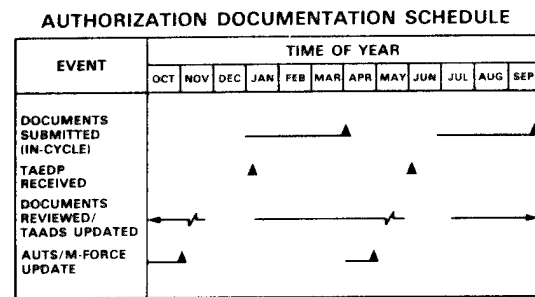 AUTHORIZATION DOCUMENTATION SCHEDULE
EVENT
TIME OF YEAR
OCT NOV DEC JAN FEB MAR APR MAY JUN JUL AUG SEP
DOCUMENTS
SUBMITTED
(IN-CYCLE)
TAEDP
RECEIVED
DOCUMENTS
REVIEWED/
TAADS UPDATED
AUTS/M-FORCE
UPDATE